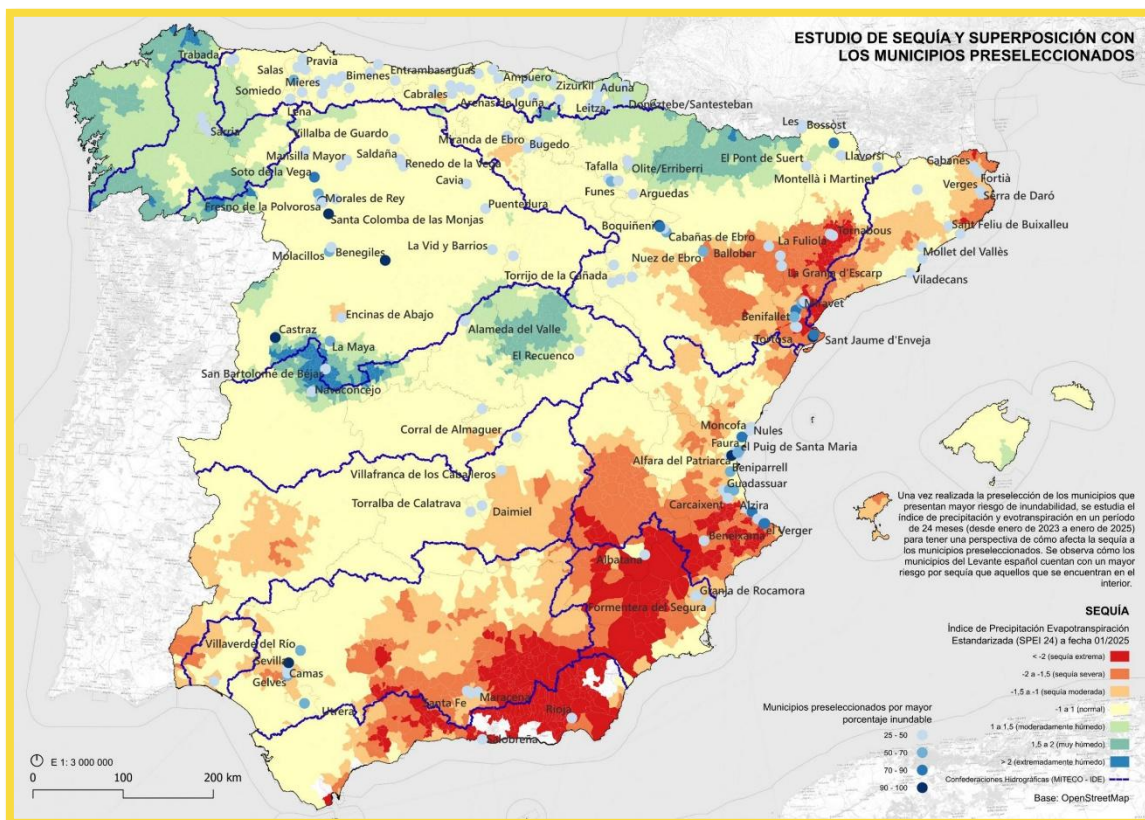 ESTUDIO DE SEQUÍA Y SUPERPOSICIÓN CON
LOS MUNICIPIOS PRESELECCIONADOS
Trabada
Salas
Pravia
Bimenes
Entrambasaguas
Ampuero
Zizurkil
Aduna
Somiedo
Mieres
Cabrales
Arenas de Iguña
Leitza
Doneztebe/Santesteban
Lena
Sarria
Les
Bossòst
Villalba de Guardo
Miranda de Ebro
Bugedo
Mansilla Mayor
Saldaña
Renedo de la Vega
Tafalla
Olite/Erriberri
El Pont de Suert
Llavorsí
Cabanes
Soto de la Vega
Cavia
Funes
Arguedas
Montellà i Martinet
Fortià
Verges
Serra de Daró
Fresno de la Polvorosa
Morales de Rey
Puentedura
Santa Colomba de las Monjas
Boquiñeni
Cabañas de Ebro
La Fuliola
Tornabous
Sant Feliu de Buixalleu
Molacillos
Benegiles
La Vid y Barrios
Nuez de Ebro
Ballobar
Mollet del Vallès
Torrijo de la Cañada
La Granja d'Escarp
Viladecans
Encinas de Abajo
Miravet
Benifallet
Castraz
La Maya
Alameda del Valle
Tortosa
Sant Jaume d'Enveja
El Recuenco
San Bartolomé de Béjar
Navaconcejo
Corral de Almaguer
Moncofa
Nules
Faura
el Puig de Santa Maria
Alfara del Patriarca
Villafranca de los Caballeros
Beniparrell
Guadassuar
Torralba de Calatrava
Daimiel
Carcaixent
Alzira
el Verger
Beneixama
Albatana
Granja de Rocamora
Formentera del Segura
Villaverde del Río
Sevilla
Camas
Gelves
Utrera
Santa Fe
Maracena
Rioja
Salobreña
Una vez realizada la preselección de los municipios que
presentan mayor riesgo de inundabilidad, se estudia el
índice de precipitación y evotranspiración en un período
de 24 meses (desde enero de 2023 a enero de 2025)
para tener una perspectiva de cómo afecta la sequía a
los municipios preseleccionados. Se observa cómo los
municipios del Levante español cuentan con un mayor
riesgo por sequía que aquellos que se encuentran en el
interior.
SEQUÍA
Índice de Precipitación Evapotranspiración
Estandarizada (SPEI 24) a fecha 01/2025
< -2 (sequía extrema)
-2 a -1,5 (sequía severa)
-1,5 a -1 (sequía moderada)
-1 a 1 (normal)
1 a 1,5 (moderadamente húmedo)
1,5 a 2 (muy húmedo)
> 2 (extremadamente húmedo)
Confederaciones Hidrográficas (MITECO - IDE)
Base: OpenStreetMap
Municipios preseleccionados por mayor
porcentaje inundable
25 - 50
50 - 70
70 - 90
90 - 100
E 1: 3 000 000
0 100 200 km